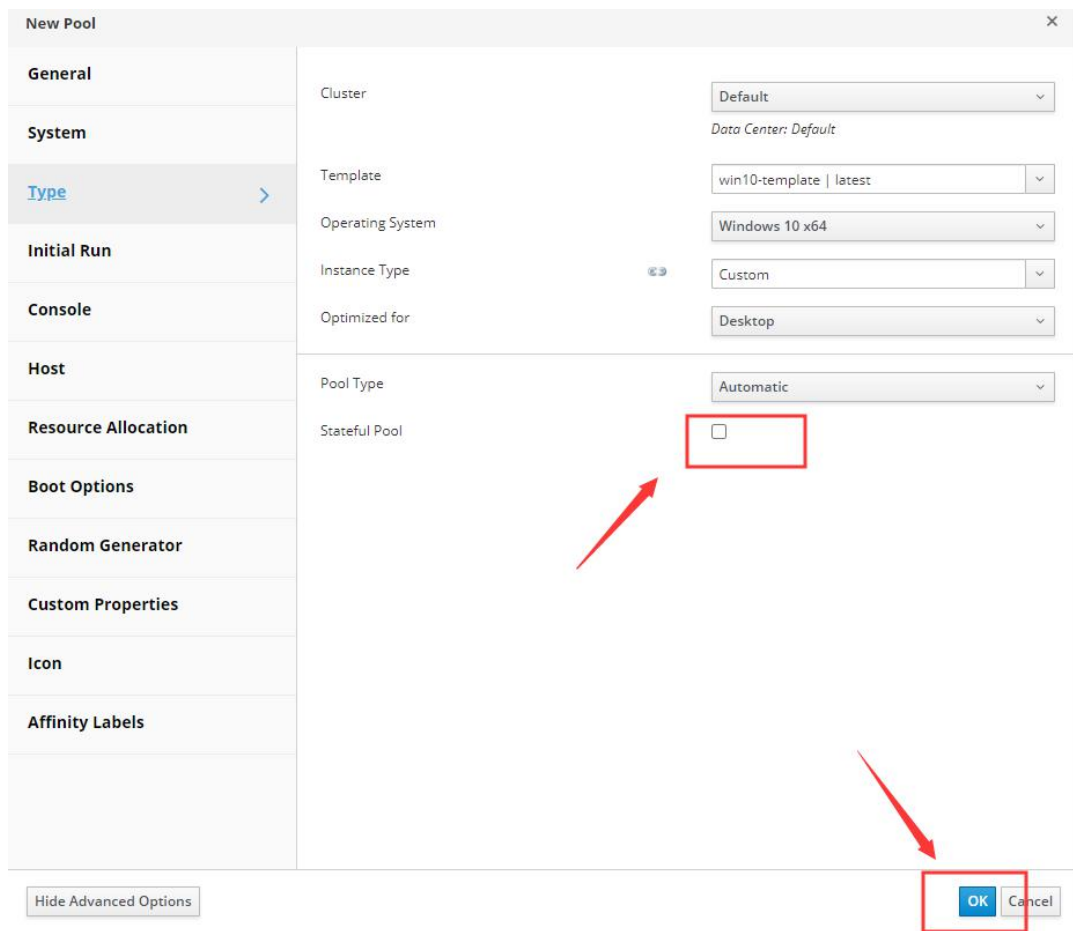 New Pool
General
System
Type
Initial Run
Console
Host
Resource Allocation
Boot Options
Random Generator
Custom Properties
Icon
Affinity Labels
Cluster
Default
Data Center: Default
Template
win10-template | latest
Operating System
Windows 10 x64
Instance Type
Custom
Optimized for
Desktop
Pool Type
Automatic
Stateful Pool
Hide Advanced Options
OK
Cancel